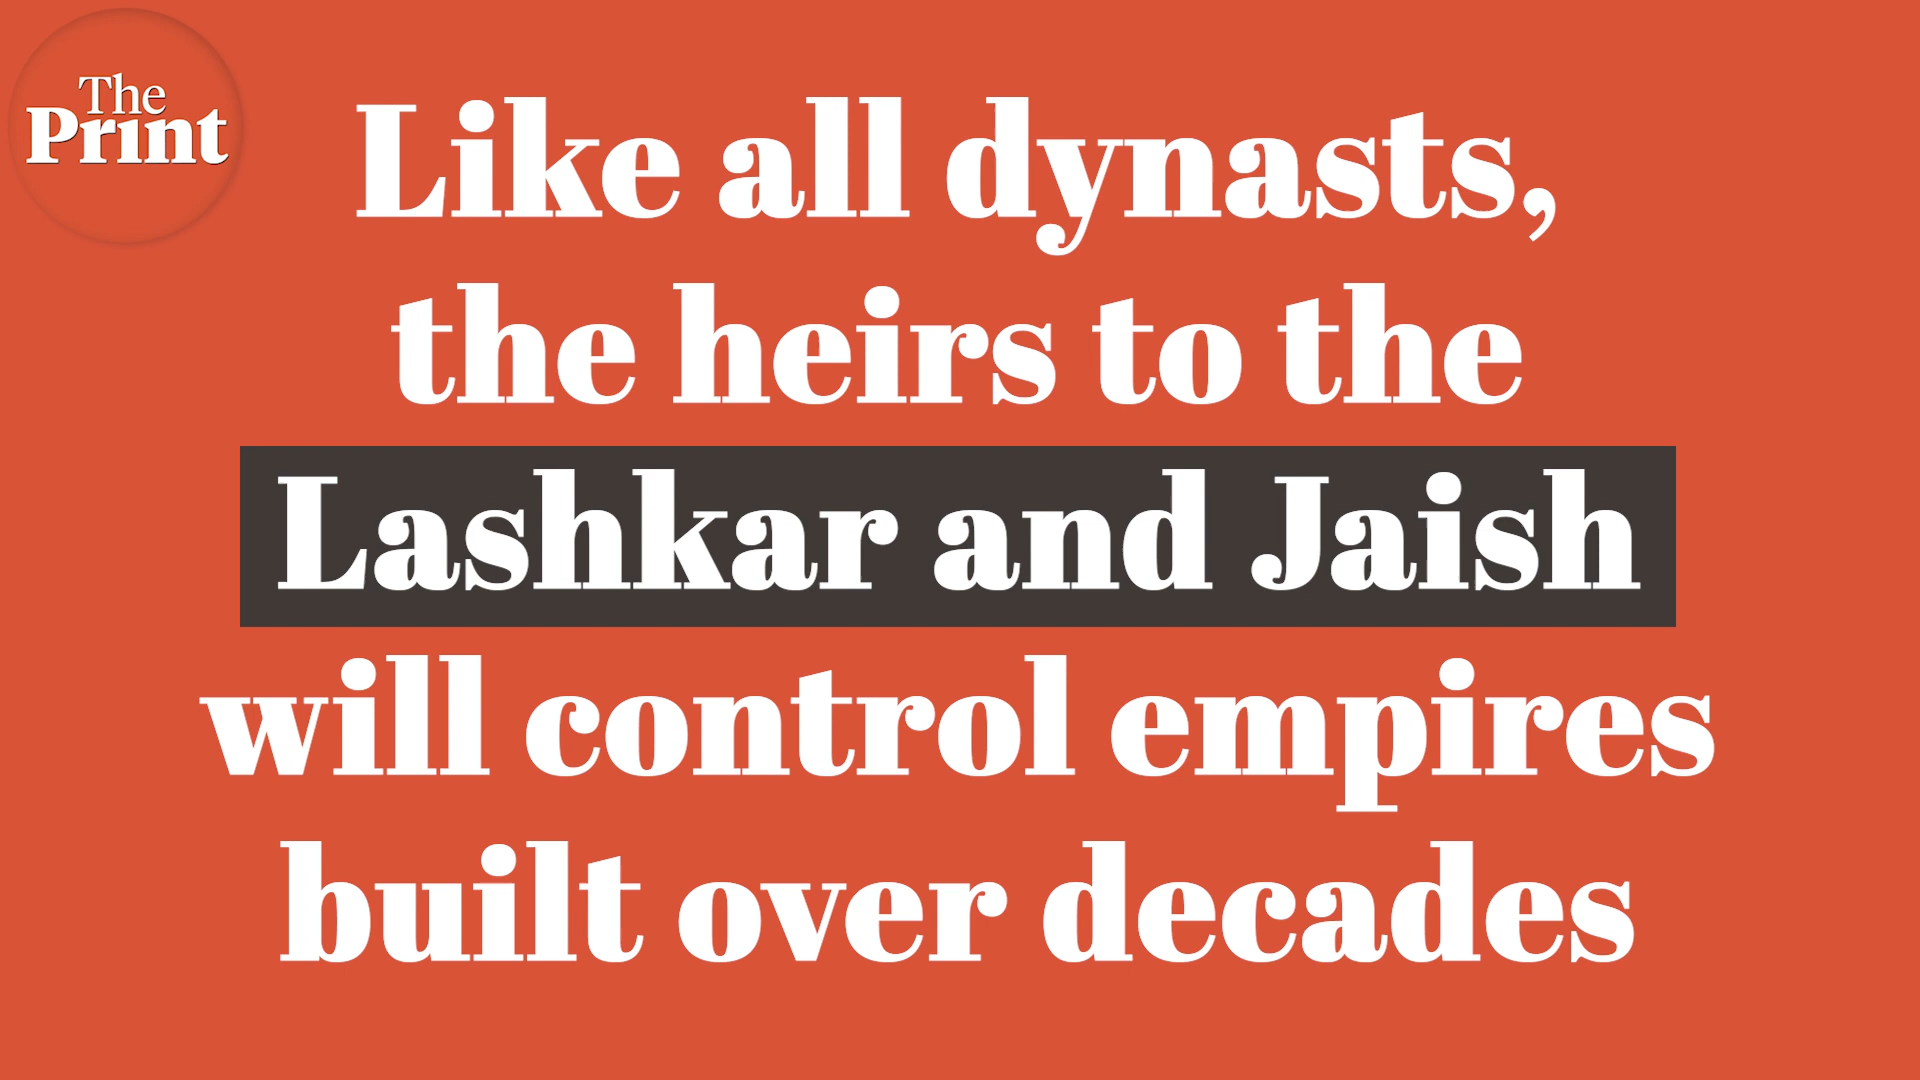 The
Print
Like all dynasts,
the heirs to the
Lashkar and Jaish
will control empires
built over decades